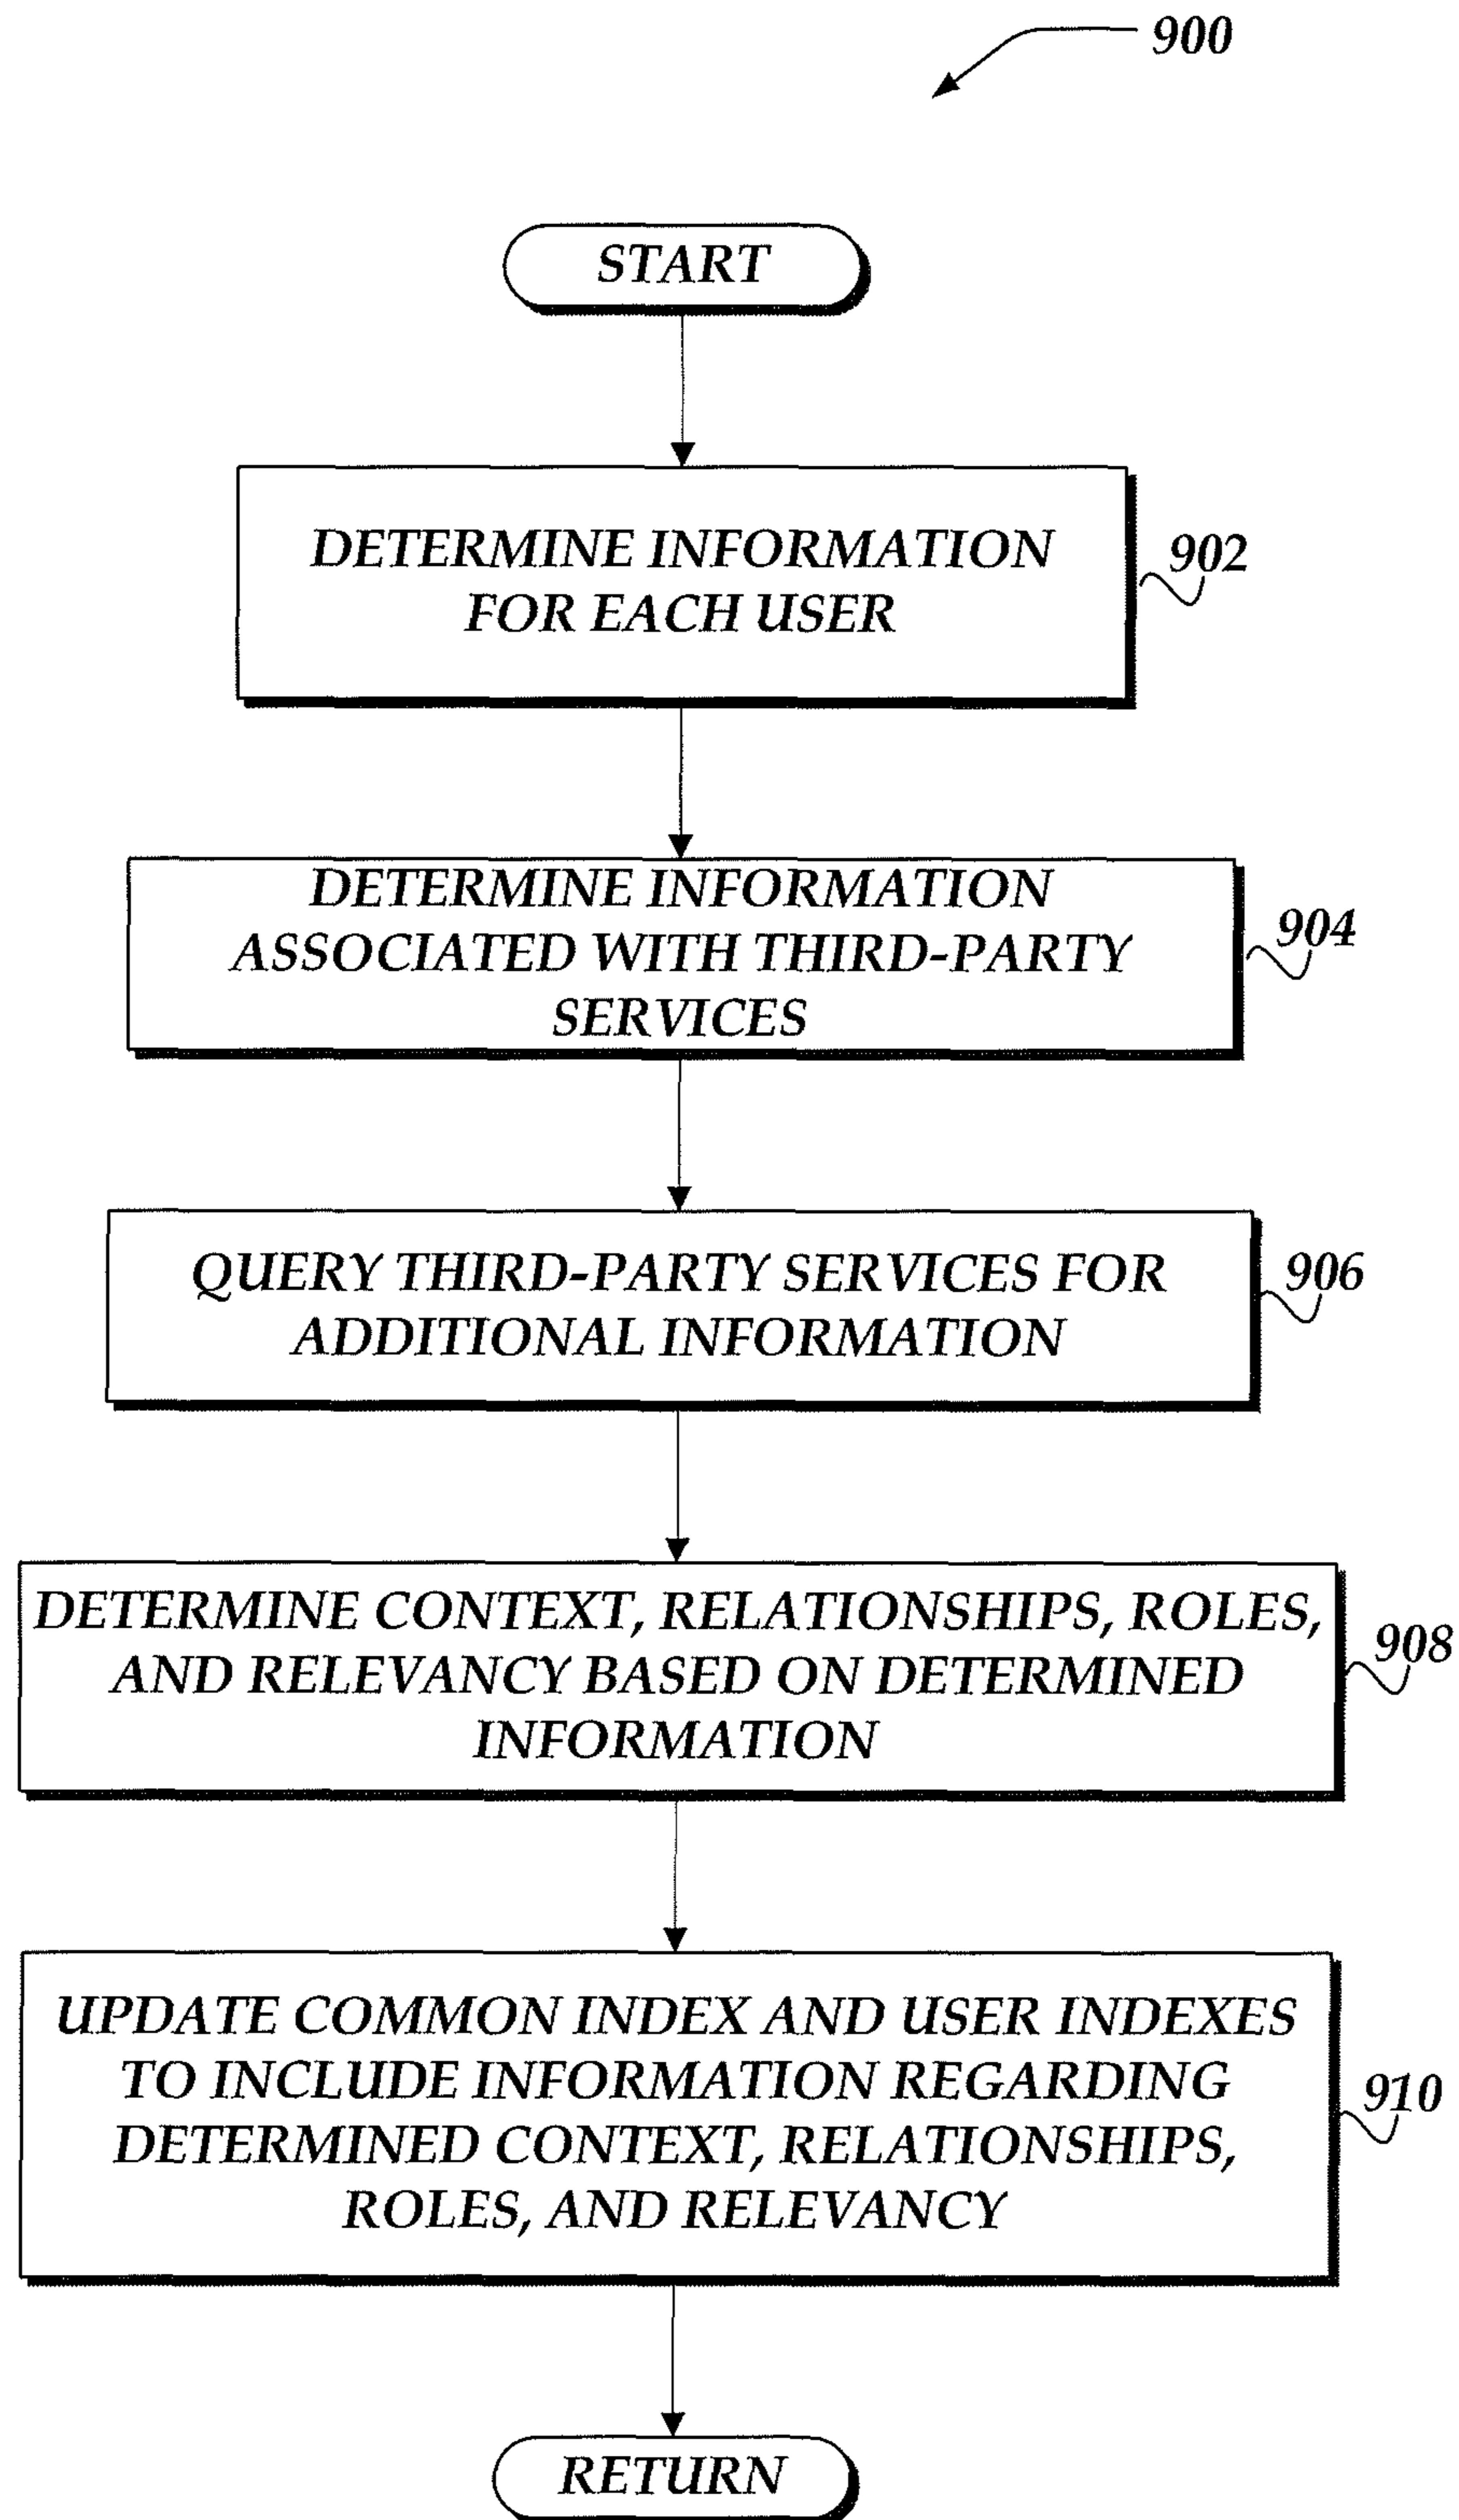 900
START
DETERMINE INFORMATION
FOR EACH USER
902
DETERMINE INFORMATION
ASSOCIATED WITH THIRD-PARTY
SERVICES
904
QUERY THIRD-PARTY SERVICES FOR
ADDITIONAL INFORMATION
906
DETERMINE CONTEXT, RELATIONSHIPS, ROLES,
AND RELEVANCY BASED ON DETERMINED
INFORMATION
908
UPDATE COMMON INDEX AND USER INDEXES
TO INCLUDE INFORMATION REGARDING
DETERMINED CONTEXT, RELATIONSHIPS,
ROLES, AND RELEVANCY
910
RETURN